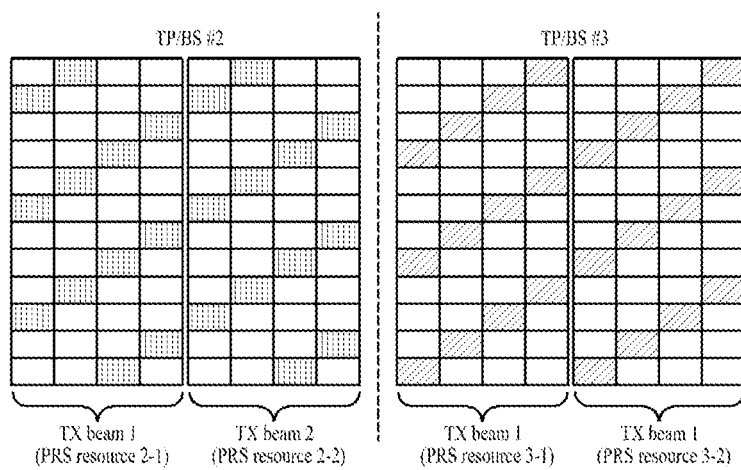 TP/BS #2
TP/BS #3
TX beam 1
(PRS resource 2-1)
TX beam 2
(PRS resource 2-2)
TX beam 1
(PRS resource 3-1)
TX beam 1
(PRS resource 3-2)